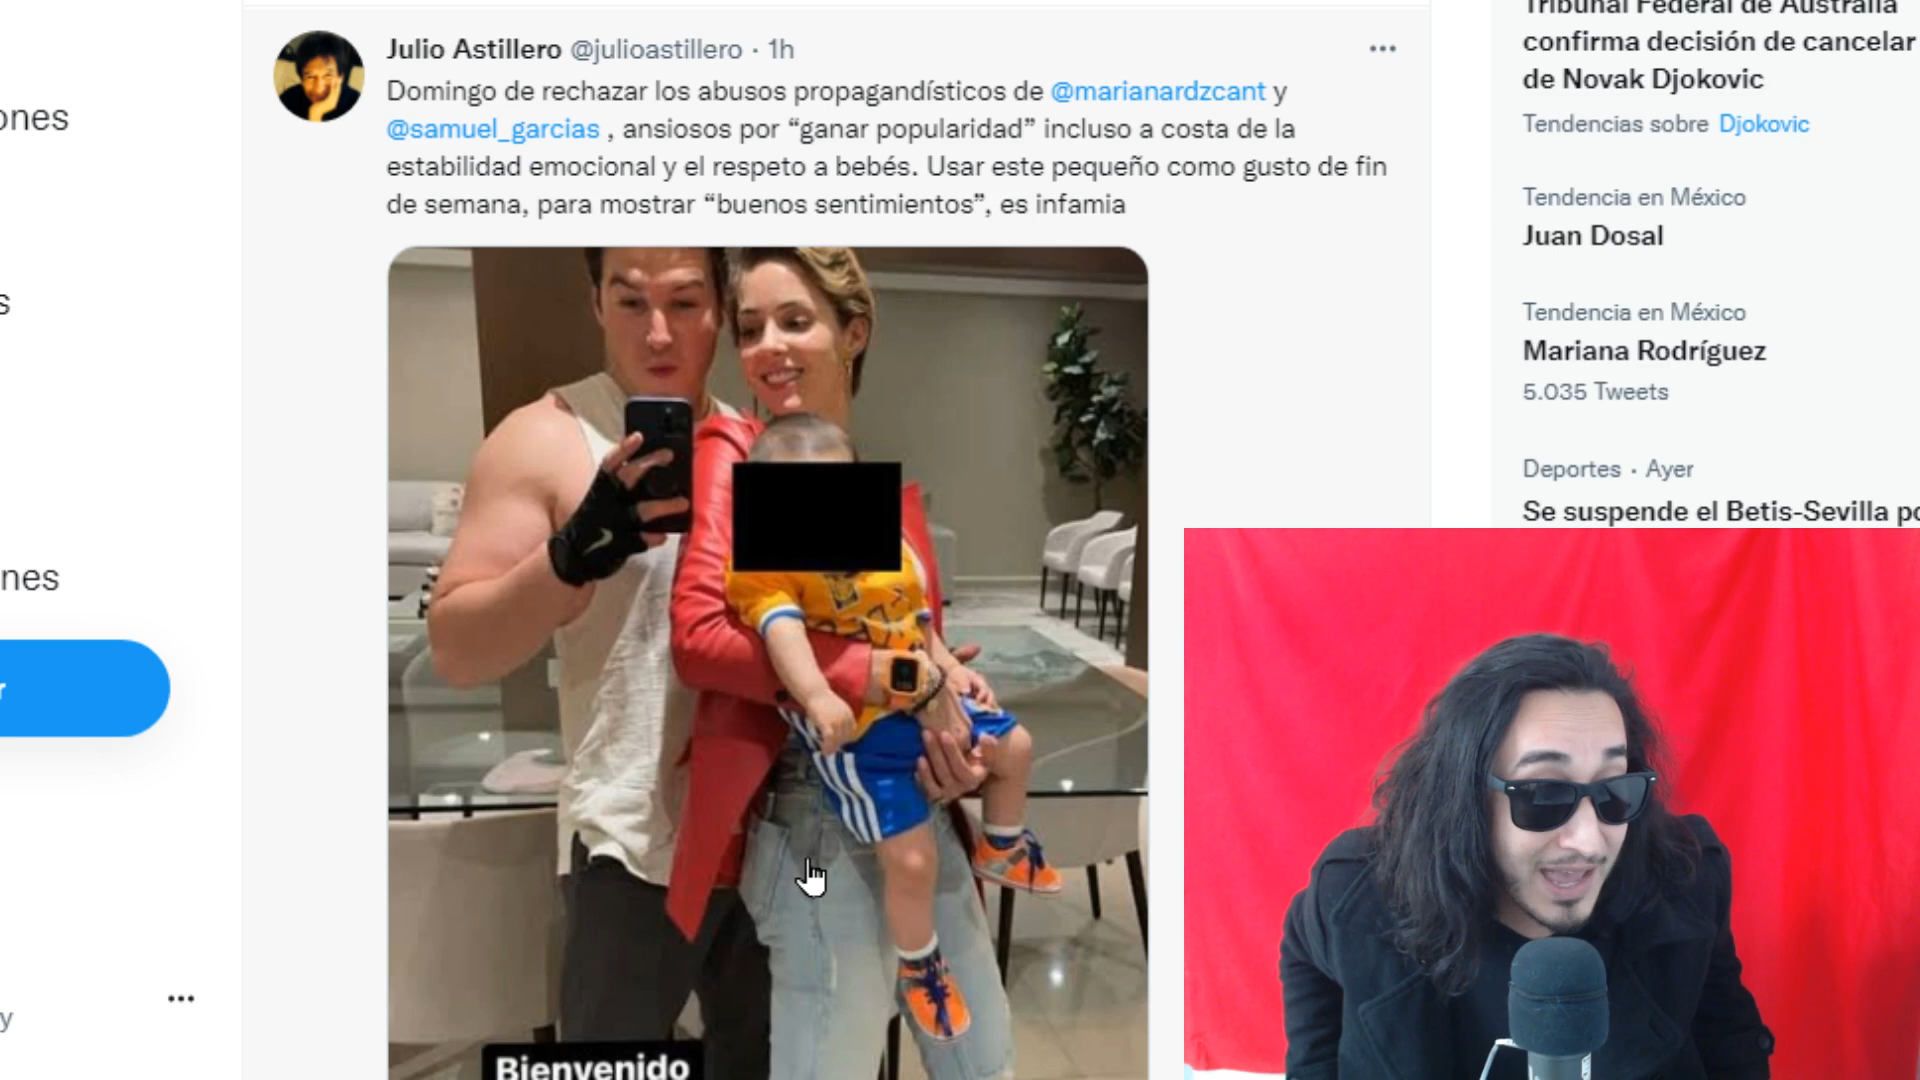 ones
s
nes
r
y
Julio Astillero @julioastillero · 1h
Domingo de rechazar los abusos propagandísticos de @marianardzcant y
@samuel_garcias , ansiosos por “ganar popularidad” incluso a costa de la
estabilidad emocional y el respeto a bebés. Usar este pequeño como gusto de fin
de semana, para mostrar “buenos sentimientos”, es infamia
Bienvenido
Tribunal Federal de Australia
confirma decisión de cancelar
de Novak Djokovic
Tendencias sobre Djokovic
Tendencia en México
Juan Dosal
Tendencia en México
Mariana Rodríguez
5.035 Tweets
Deportes · Ayer
Se suspende el Betis-Sevilla po